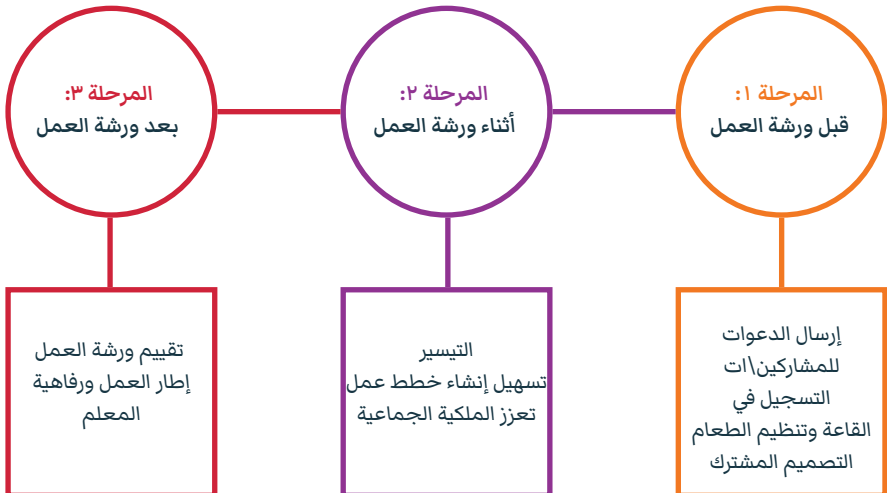 المرحلة ١:
قبل ورشة العمل
إرسال الدعوات
للمشاركين\ات
التسجيل في
القاعة وتنظيم الطعام
التصميم المشترك
المرحلة ٢:
أثناء ورشة العمل
التيسير
تسهيل إنشاء خطط عمل
تعزز الملكية الجماعية
المرحلة ٣:
بعد ورشة العمل
تقييم ورشة العمل
إطار العمل ورفاهية
المعلم